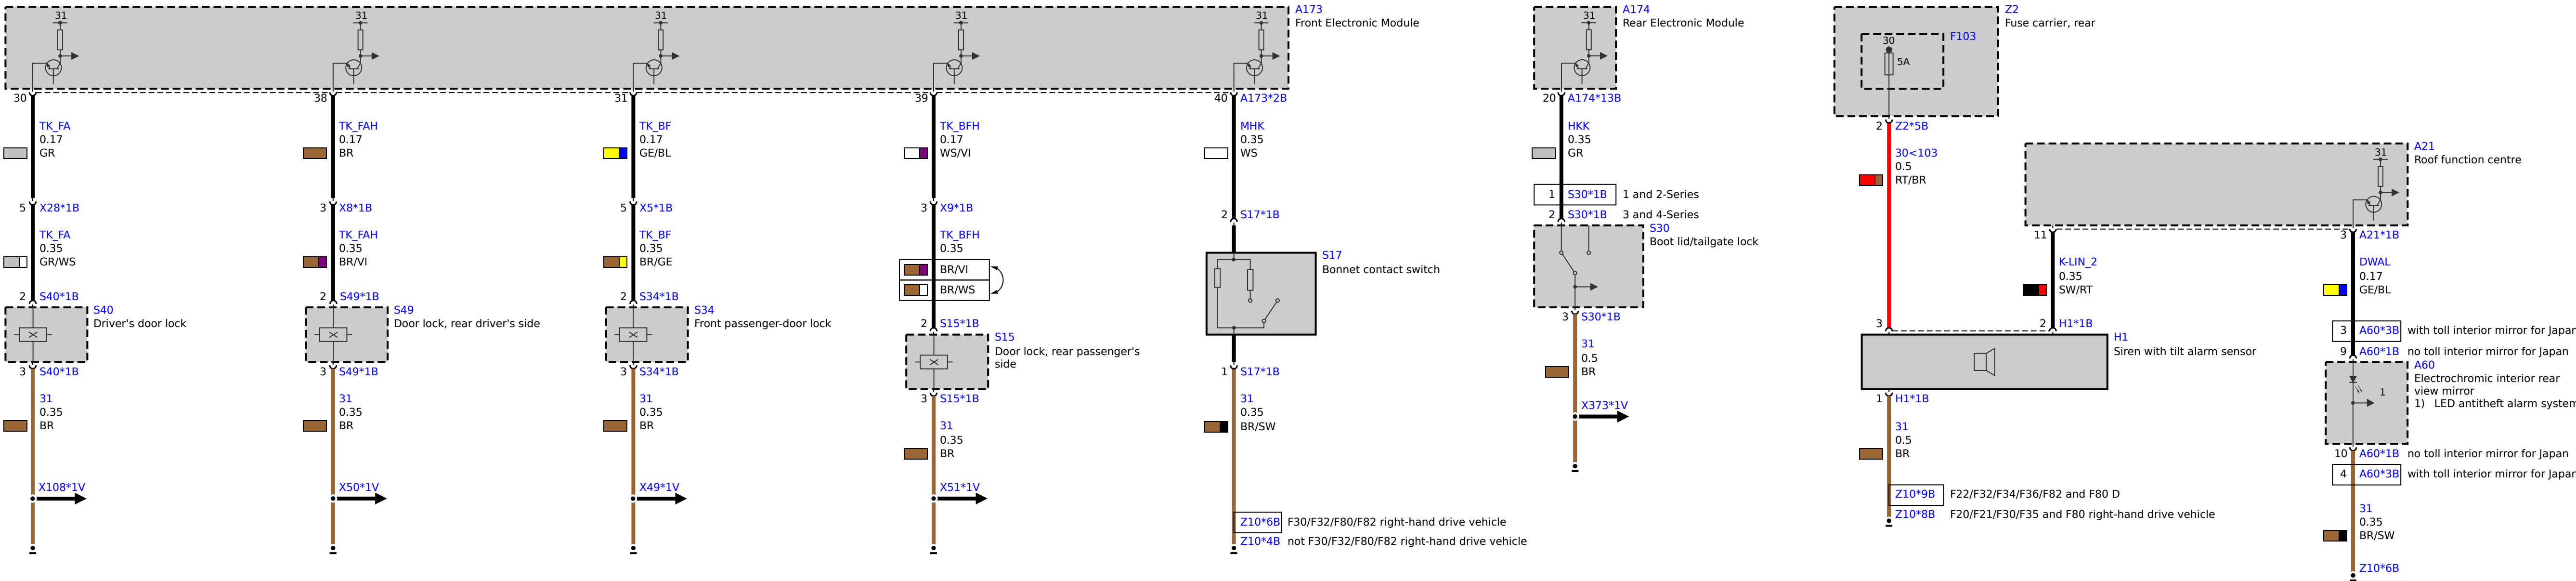 31
31
31
31
31
A173
Front Electronic Module
31
A174
Rear Electronic Module
Z2
Fuse carrier, rear
30
F103
5A
30
38
31
39
40
A173*2B
20
A174*13B
TK_FA
0.17
GR
TK_FAH
0.17
BR
TK_BF
0.17
GE/BL
TK_BFH
0.17
WS/VI
MHK
0.35
WS
HKK
0.35
GR
2
Z2*5B
30<103
0.5
RT/BR
31
A21
Roof function centre
5
X28*1B
3
X8*1B
5
X5*1B
3
X9*1B
2
S17*1B
1
S30*1B
1 and 2-Series
2
S30*1B
3 and 4-Series
S30
Boot lid/tailgate lock
TK_FA
0.35
GR/WS
TK_FAH
0.35
BR/VI
TK_BF
0.35
BR/GE
TK_BFH
0.35
BR/VI
BR/WS
S17
Bonnet contact switch
11
3
A21*1B
K-LIN_2
0.35
SW/RT
DWAL
0.17
GE/BL
2
S40*1B
2
S49*1B
2
S34*1B
2
S15*1B
S40
Driver's door lock
S49
Door lock, rear driver's side
S34
Front passenger-door lock
S15
Door lock, rear passenger's
side
3
S30*1B
3
2
H1*1B
H1
Siren with tilt alarm sensor
3
A60*3B
with toll interior mirror for Japan
9
A60*1B
no toll interior mirror for Japan
A60
Electrochromic interior rear
view mirror
1) LED antitheft alarm system
1
3
S40*1B
3
S49*1B
3
S34*1B
3
S15*1B
1
S17*1B
31
0.5
BR
31
0.35
BR
31
0.35
BR
31
0.35
BR
31
0.35
BR
31
0.35
BR/SW
X373*1V
1
H1*1B
31
0.5
BR
10
A60*1B
no toll interior mirror for Japan
4
A60*3B
with toll interior mirror for Japan
X108*1V
X50*1V
X49*1V
X51*1V
Z10*6B
F30/F32/F80/F82 right-hand drive vehicle
Z10*4B
not F30/F32/F80/F82 right-hand drive vehicle
Z10*9B
F22/F32/F34/F36/F82 and F80 D
Z10*8B
F20/F21/F30/F35 and F80 right-hand drive vehicle
31
0.35
BR/SW
Z10*6B